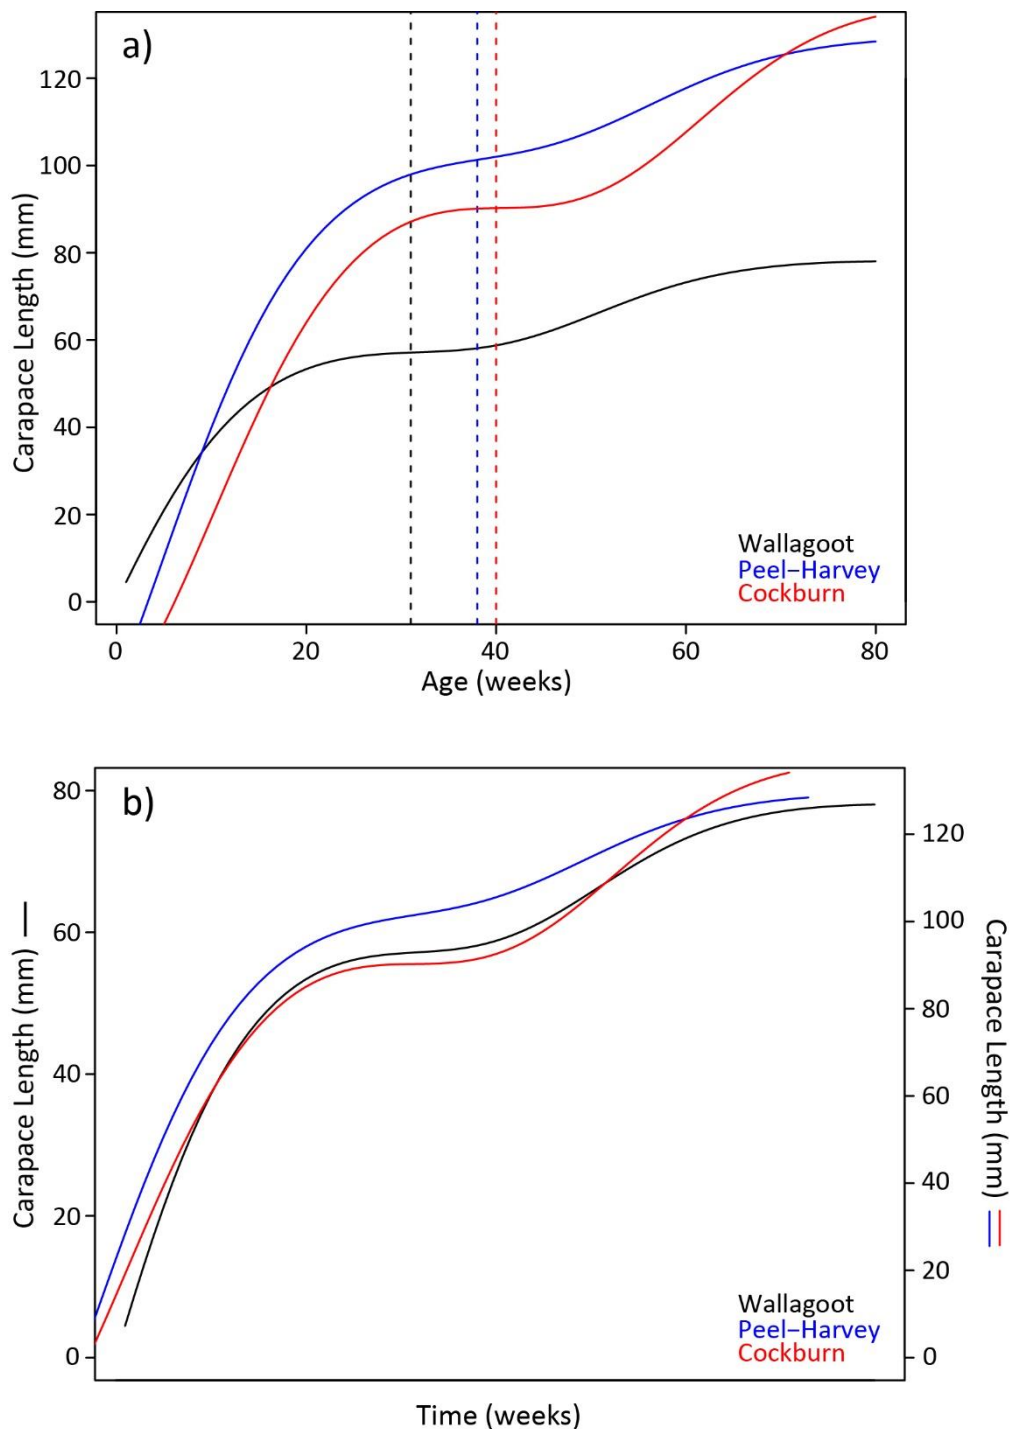 a)
120
100
80
60
40
20
0
Carapace Length (mm)
Wallagoot
Peel–Harvey
Cockburn
0 20 40 60 80
Age (weeks)
b)
80
60
40
20
0
Carapace Length (mm)
120
100
80
60
40
20
0
Carapace Length (mm)
Wallagoot
Peel–Harvey
Cockburn
Time (weeks)